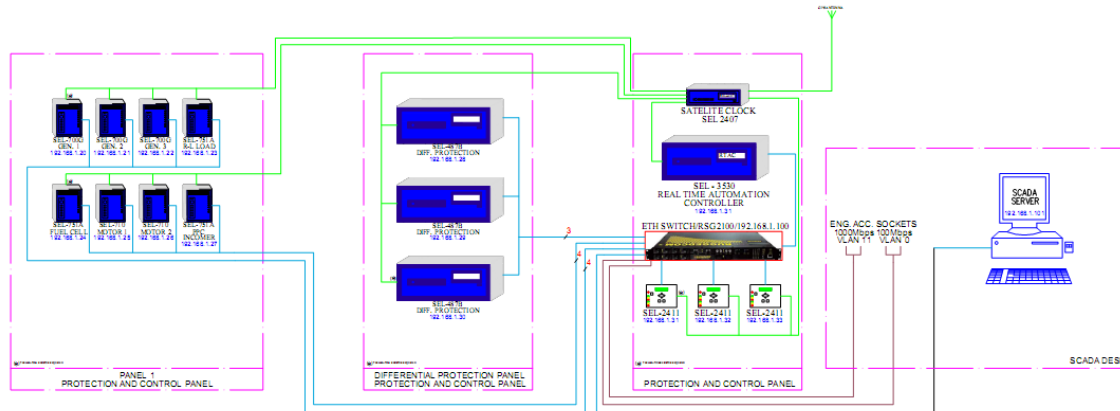 SEL-700G
GEN. 1
192.168.1.20
SEL-700G
GEN. 2
192.168.1.21
SEL-700G
GEN. 3
192.168.1.22
SEL-751A
R-L LOAD
192.168.1.23
SEL-751A
FUEL CELL
192.168.1.24
SEL-710
MOTOR 1
192.168.1.25
SEL-710
MOTOR 2
192.168.1.26
SEL-751A
PPC
INCOMER
192.168.1.27
PANEL 1
PROTECTION AND CONTROL PANEL
SEL-487B
DIFF. PROTECTION
192.168.1.28
SEL-487B
DIFF. PROTECTION
192.168.1.29
SEL-487B
DIFF. PROTECTION
192.168.1.30
DIFFERENTIAL PROTECTION PANEL
PROTECTION AND CONTROL PANEL
3
4
4
SATELITE CLOCK
SEL 2407
RTAC
SEL - 3530
REAL TIME AUTOMATION
CONTROLLER
192.168.1.31
ETH SWITCH/RSG2100/192.168.1.100
SEL-2411
192.168.1.31
SEL-2411
192.168.1.32
SEL-2411
192.168.1.33
PROTECTION AND CONTROL PANEL
ENG. ACC. SOCKETS
1000Mbps 100Mbps
VLAN 11 VLAN 0
SCADA
SERVER
192.168.10.1
SCADA DES